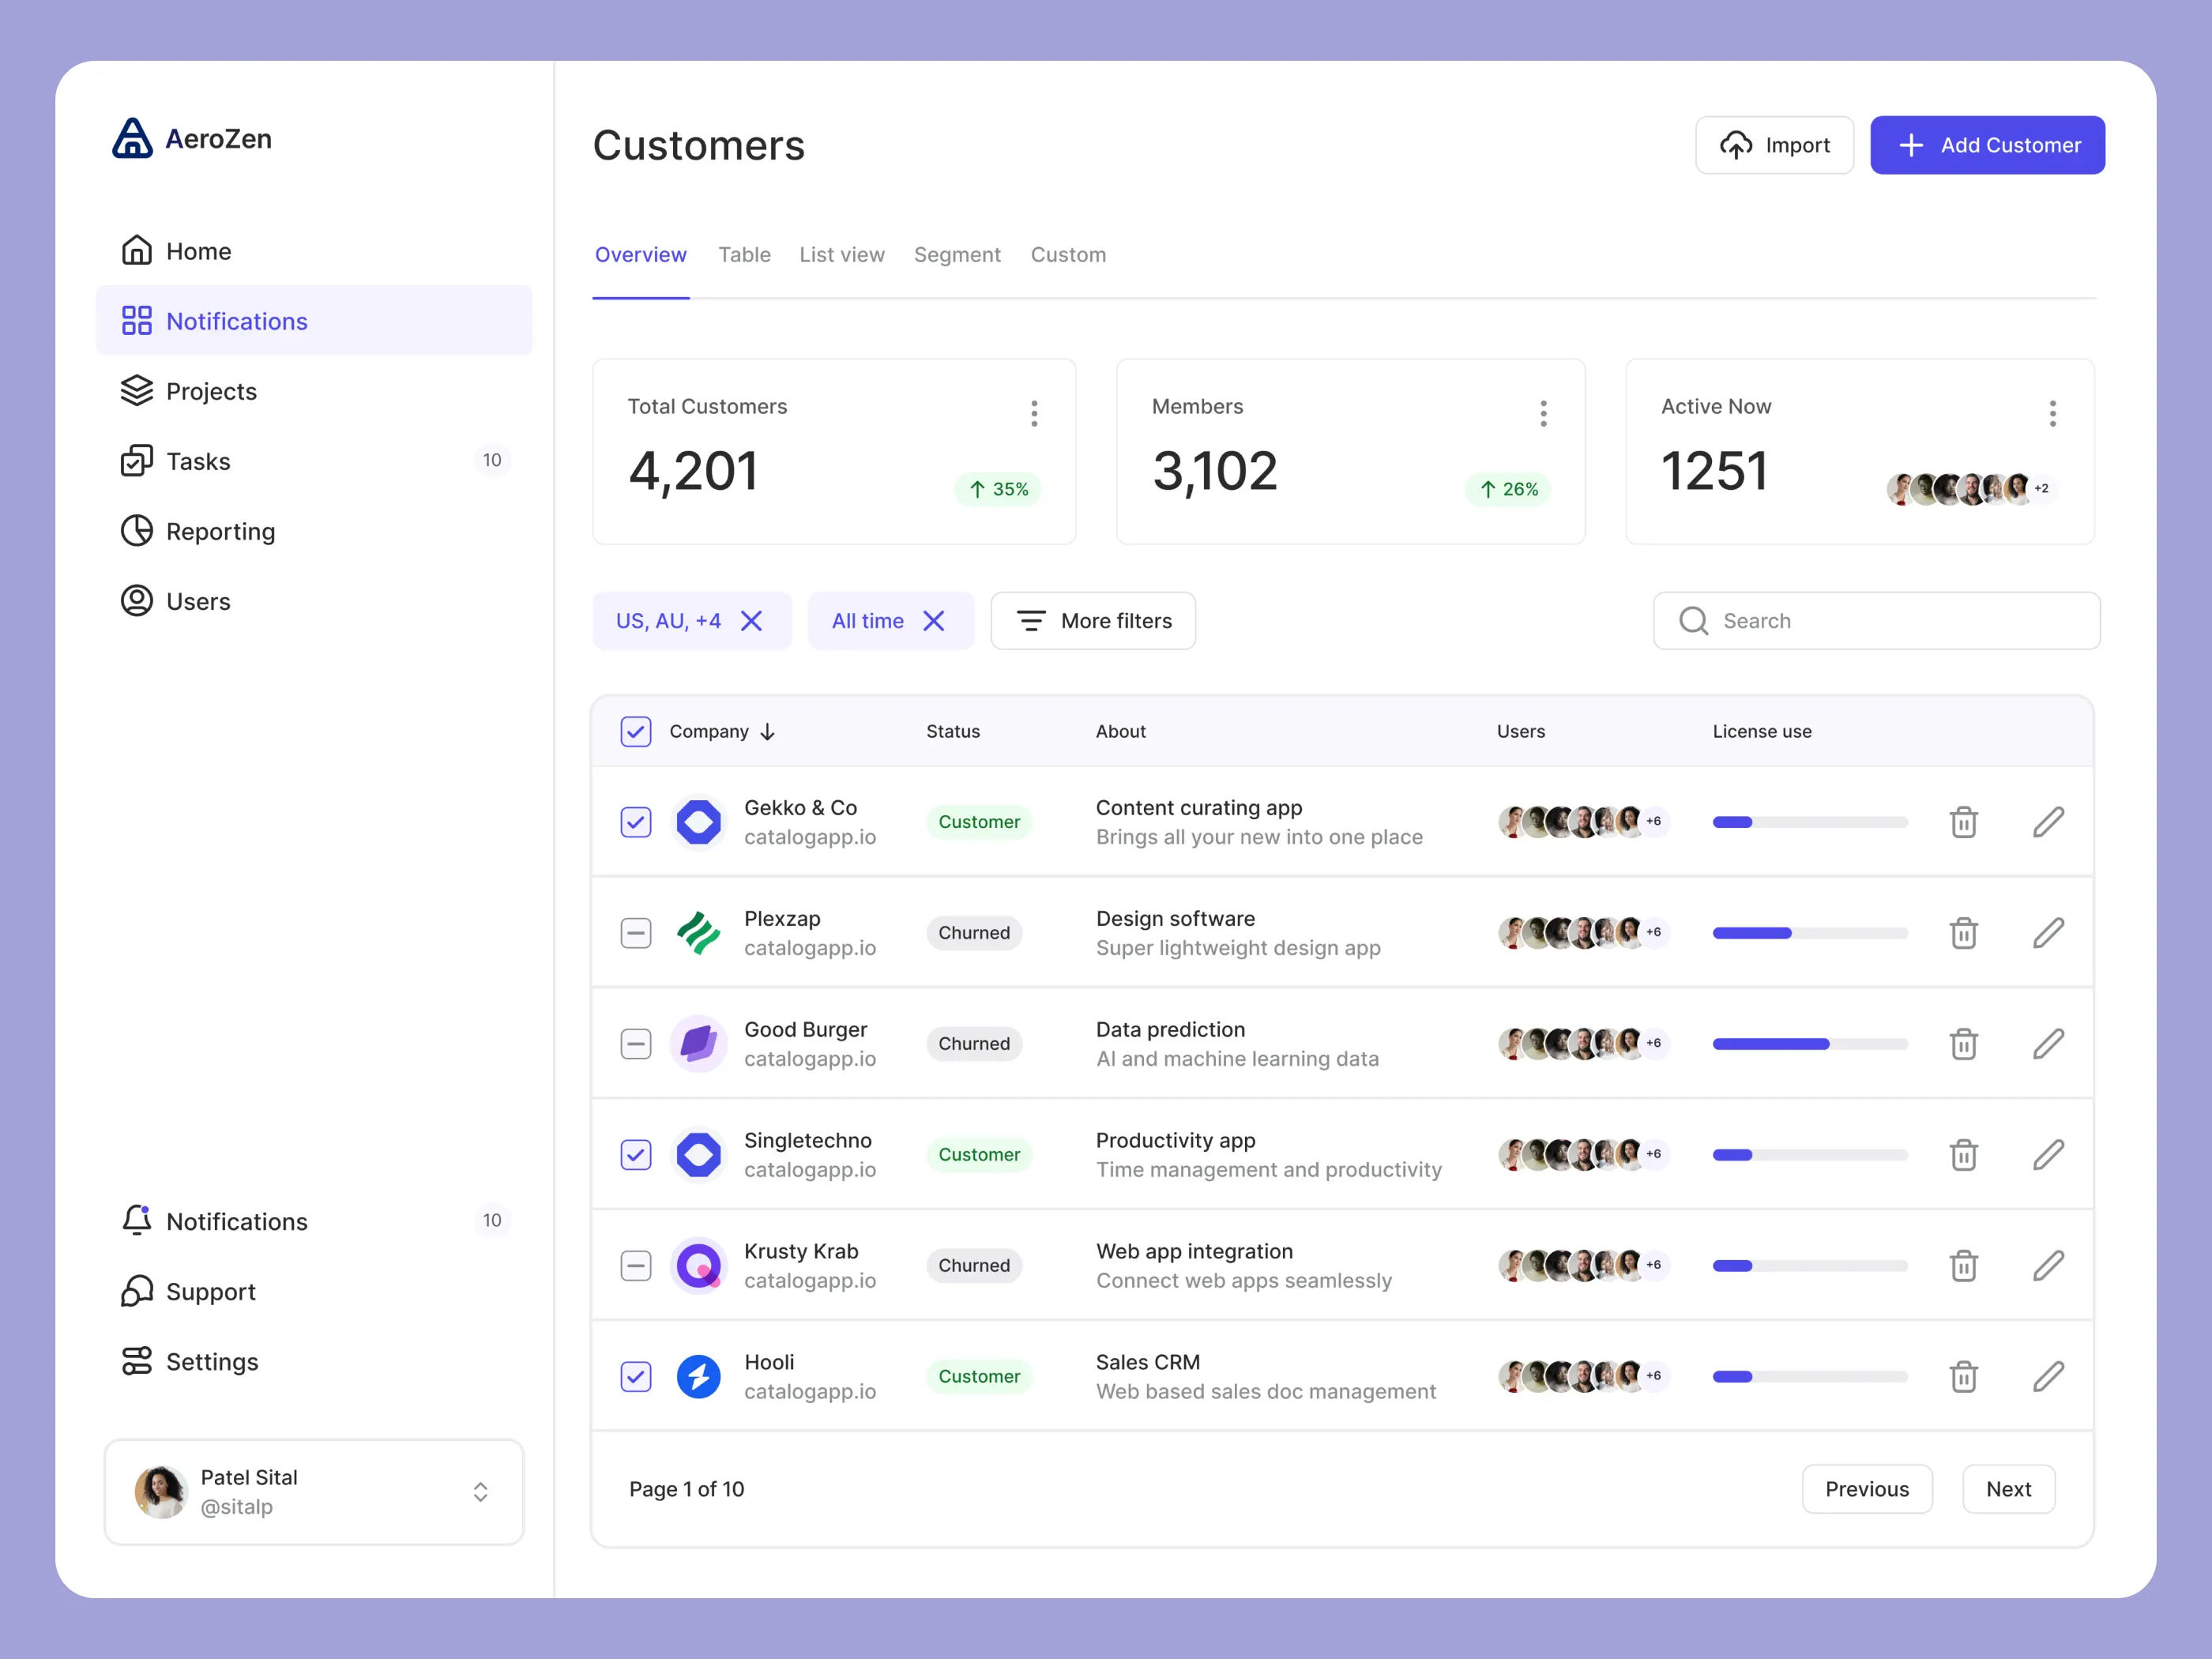 AeroZen
Home
Notifications
Projects
Tasks 10
Reporting
Users
Notifications 10
Support
Settings
Patel Sital
@sitalp
Customers
Import
Add Customer
Overview Table List view Segment Custom
Total Customers
4,201
35%
Members
3,102
26%
Active Now
1251
+2
US, AU, +4
All time
More filters
Search
Company Status About Users License use
Gekko & Co
catalogapp.io
Customer
Content curating app
Brings all your new into one place
+6
Plexzap
catalogapp.io
Churned
Design software
Super lightweight design app
+6
Good Burger
catalogapp.io
Churned
Data prediction
AI and machine learning data
+6
Singletechno
catalogapp.io
Customer
Productivity app
Time management and productivity
+6
Krusty Krab
catalogapp.io
Churned
Web app integration
Connect web apps seamlessly
+6
Hooli
catalogapp.io
Customer
Sales CRM
Web based sales doc management
+6
Page 1 of 10
Previous
Next